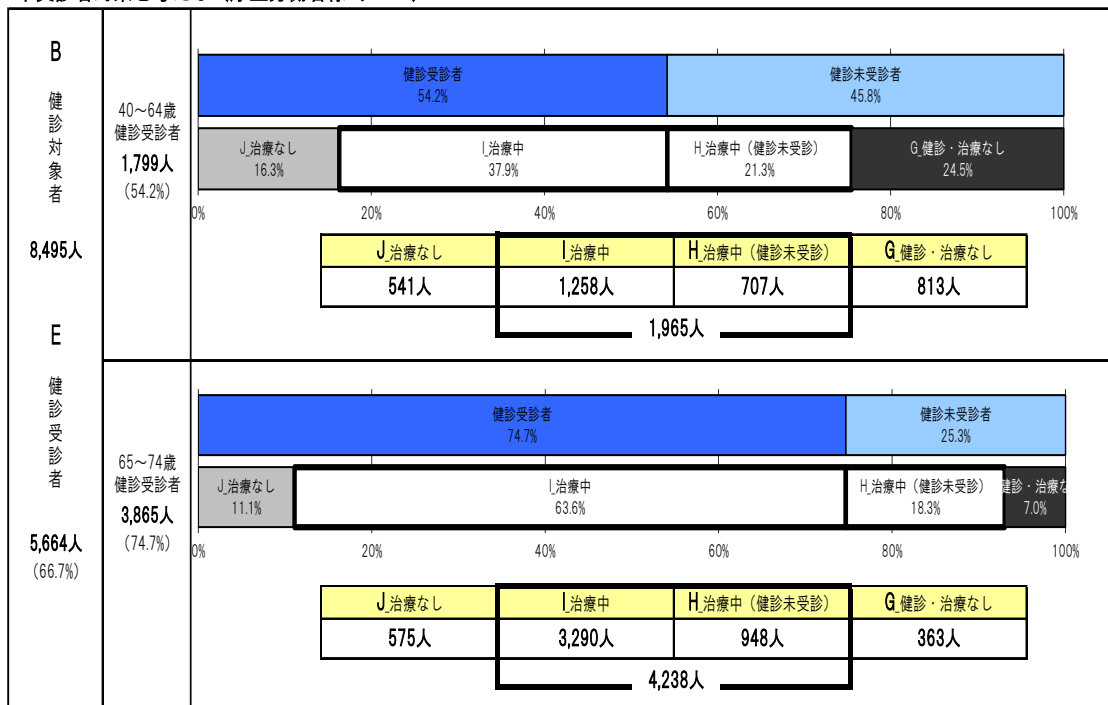 B
健
診
対
象
者
8,495人
E
健
診
受
診
者
5,664人
(66.7%)
40～64歳
健診受診者
1,799人
(54.2%)
健診受診者
54.2%
健診未受診者
45.8%
J_治療なし
16.3%
I_治療中
37.9%
H_治療中（健診未受診）
21.3%
G_健診・治療なし
24.5%
0% 20% 40% 60% 80% 100%
J_治療なし I_治療中 H_治療中（健診未受診） G_健診・治療なし
541人 1,258人 707人 813人
1,965人
65～74歳
健診受診者
3,865人
(74.7%)
健診受診者
74.7%
健診未受診者
25.3%
J_治療なし
11.1%
I_治療中
63.6%
H_治療中（健診未受診）
18.3%
健診・治療な
7.0%
0% 20% 40% 60% 80% 100%
J_治療なし I_治療中 H_治療中（健診未受診） G_健診・治療なし
575人 3,290人 948人 363人
4,238人